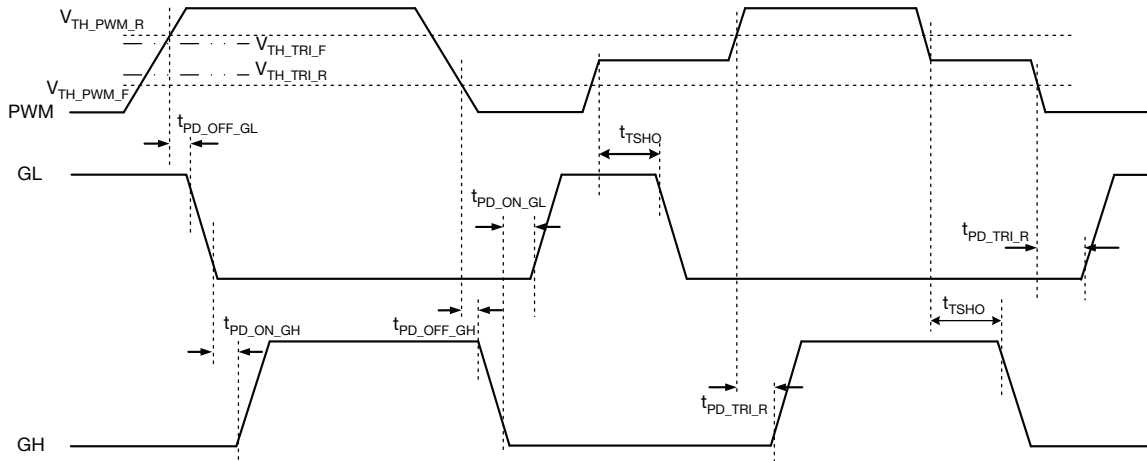 V_TH_PWM_R
V_TH_TRI_F
V_TH_TRI_R
V_TH_PWM_F
PWM
t_PD_OFF_GL
t_TSHO
GL
t_PD_ON_GL
t_PD_TRI_R
t_TSHO
t_PD_ON_GH
t_PD_OFF_GH
t_PD_TRI_R
GH